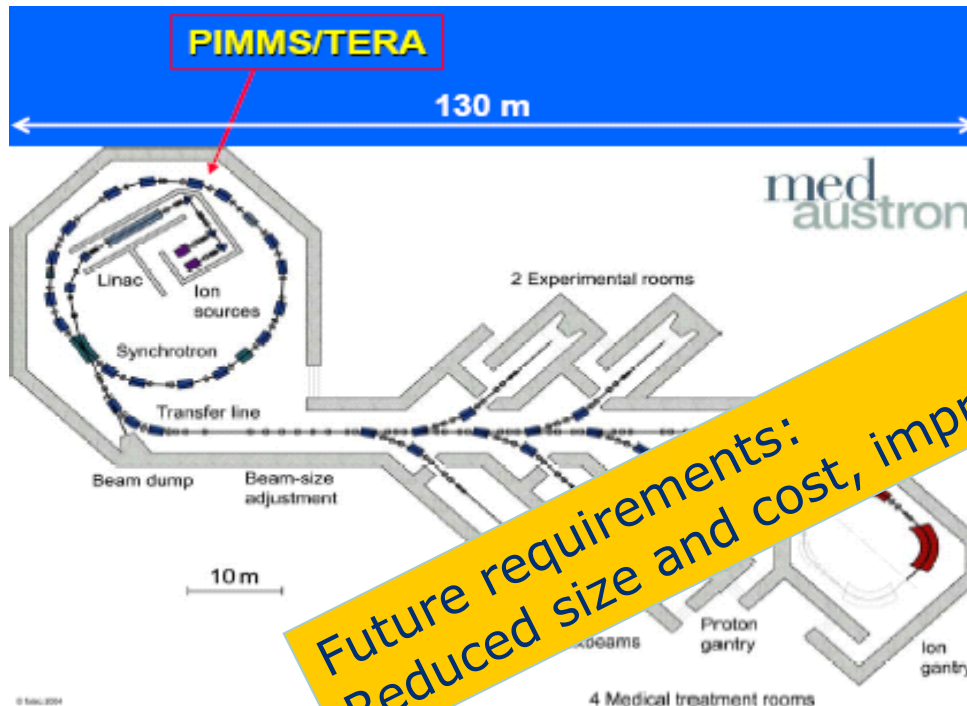 PIMMS/TERA
130 m
med
austron
2 Experimental rooms
Linac
Ion
sources
Synchrotron
Transfer line
Beam dump
Beam-size
adjustment
10 m
Future requirements:
Reduced size and cost,
Proton
gantry
Ion
gantry
4 Medical treatment rooms